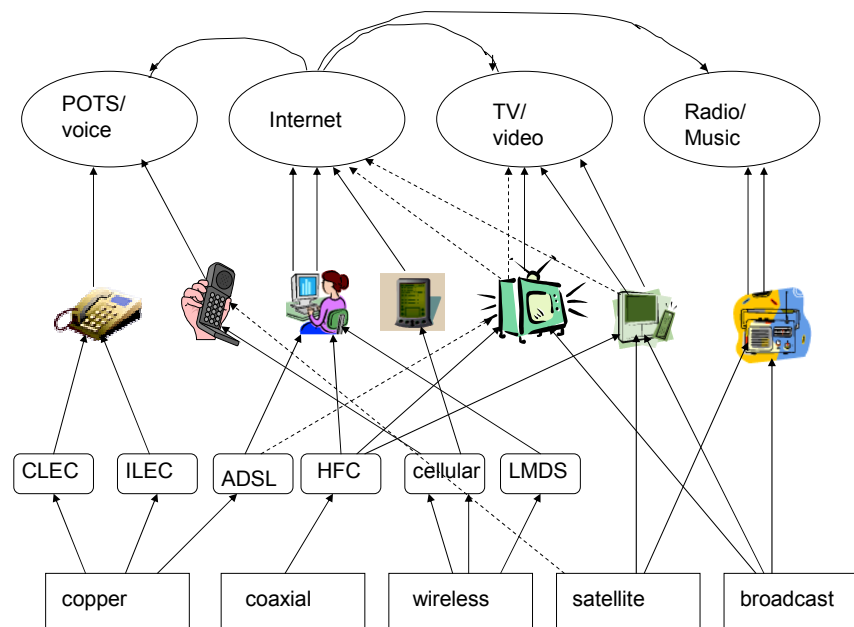 POTS/
voice
Internet
TV/
video
Radio/
Music
CLEC
ILEC
ADSL
HFC
cellular
LMDS
copper
coaxial
wireless
satellite
broadcast